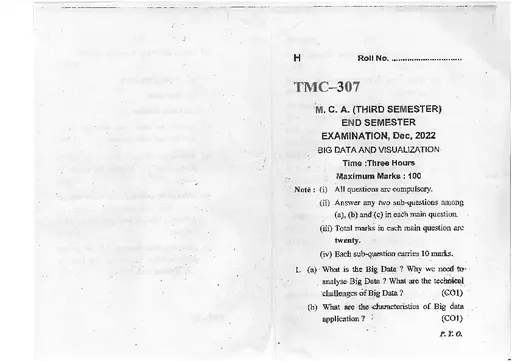 H Roll No. ..............................
TMC–307
M. C. A. (THIRD SEMESTER)
END SEMESTER
EXAMINATION, Dec, 2022
BIG DATA AND VISUALIZATION
Time :Three Hours
Maximum Marks : 100
Note : (i) All questions are compulsory.
(ii) Answer any two sub-questions among
(a), (b) and (c) in each main question.
(iii) Total marks in each main question are
twenty.
(iv) Each sub-question carries 10 marks.
1. (a) What is the Big Data ? Why we need to
analyse Big Data ? What are the technical
challenges of Big Data ? (CO1)
(b) What are the characteristics of Big data
application ? (CO1)
P. T. O.